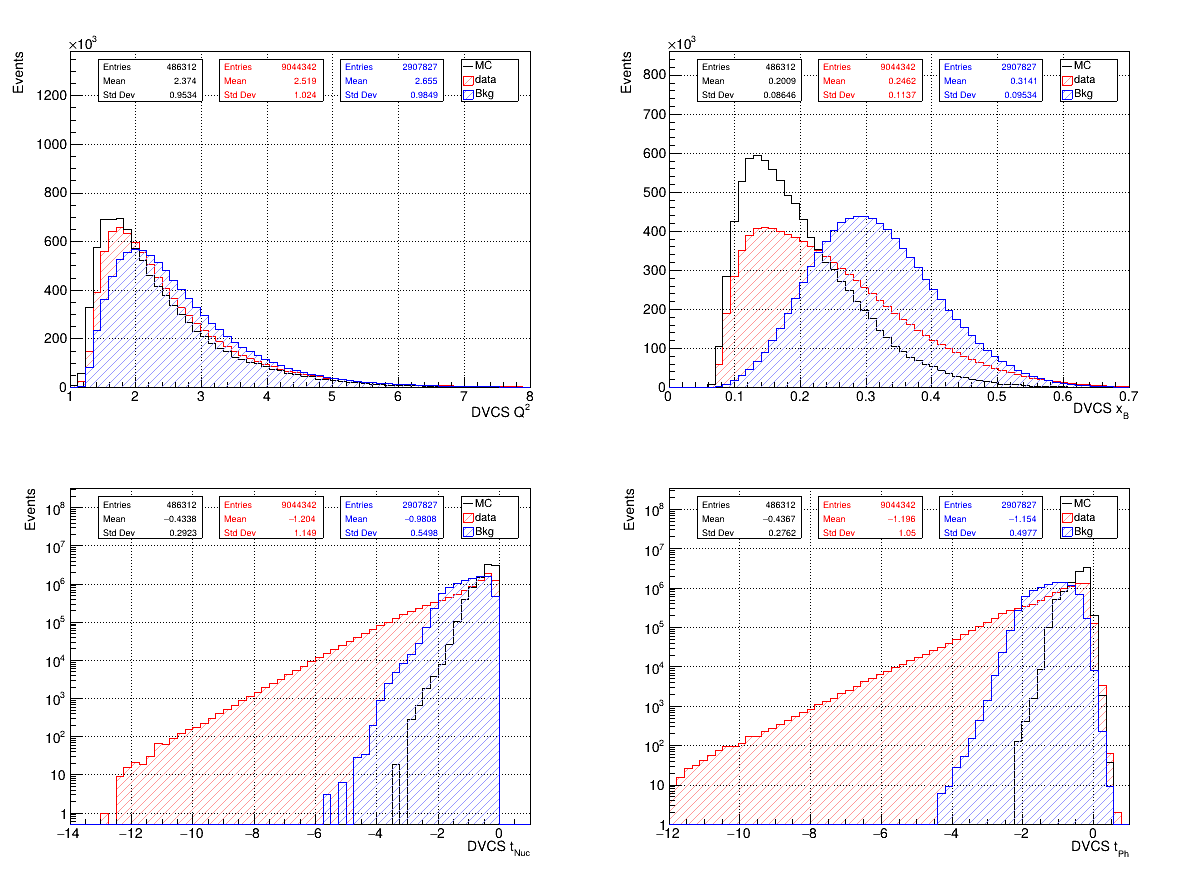 ×10³
Events
Entries 486312
Mean 2.374
Std Dev 0.9534
Entries 9044342
Mean 2.519
Std Dev 1.024
Entries 2907827
Mean 2.655
Std Dev 0.9849
MC
data
Bkg
1200
1000
800
600
400
200
0
1 2 3 4 5 6 7 8
DVCS Q²
×10³
Events
Entries 486312
Mean 0.2009
Std Dev 0.08646
Entries 9044342
Mean 0.2462
Std Dev 0.1137
Entries 2907827
Mean 0.3141
Std Dev 0.09534
MC
data
Bkg
800
700
600
500
400
300
200
100
0
0 0.1 0.2 0.3 0.4 0.5 0.6 0.7
DVCS x_B
Events
Entries 486312
Mean −0.4338
Std Dev 0.2923
Entries 9044342
Mean −1.204
Std Dev 1.149
Entries 2907827
Mean −0.9808
Std Dev 0.5498
MC
data
Bkg
10⁸
10⁷
10⁶
10⁵
10⁴
10³
10²
10
1
−14 −12 −10 −8 −6 −4 −2 0
DVCS t_Nuc
Events
Entries 486312
Mean −0.4367
Std Dev 0.2762
Entries 9044342
Mean −1.196
Std Dev 1.05
Entries 2907827
Mean −1.154
Std Dev 0.4977
MC
data
Bkg
10⁸
10⁷
10⁶
10⁵
10⁴
10³
10²
10
1
−12 −10 −8 −6 −4 −2 0
DVCS t_Ph